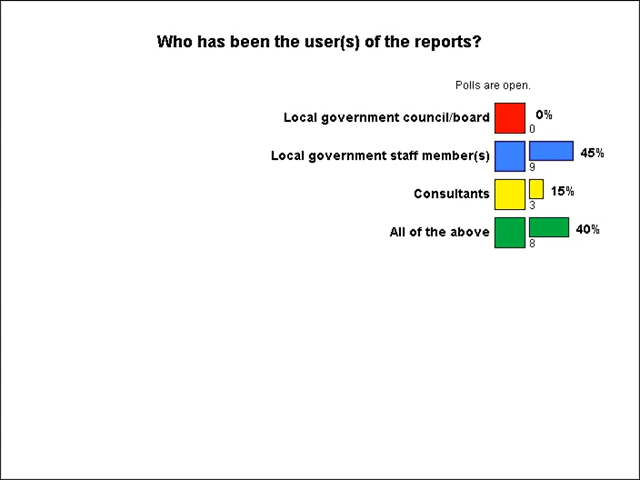 Who has been the user(s) of the reports?
Polls are open.
Local government council/board 0%
0
Local government staff member(s) 45%
9
Consultants 15%
3
All of the above 40%
8